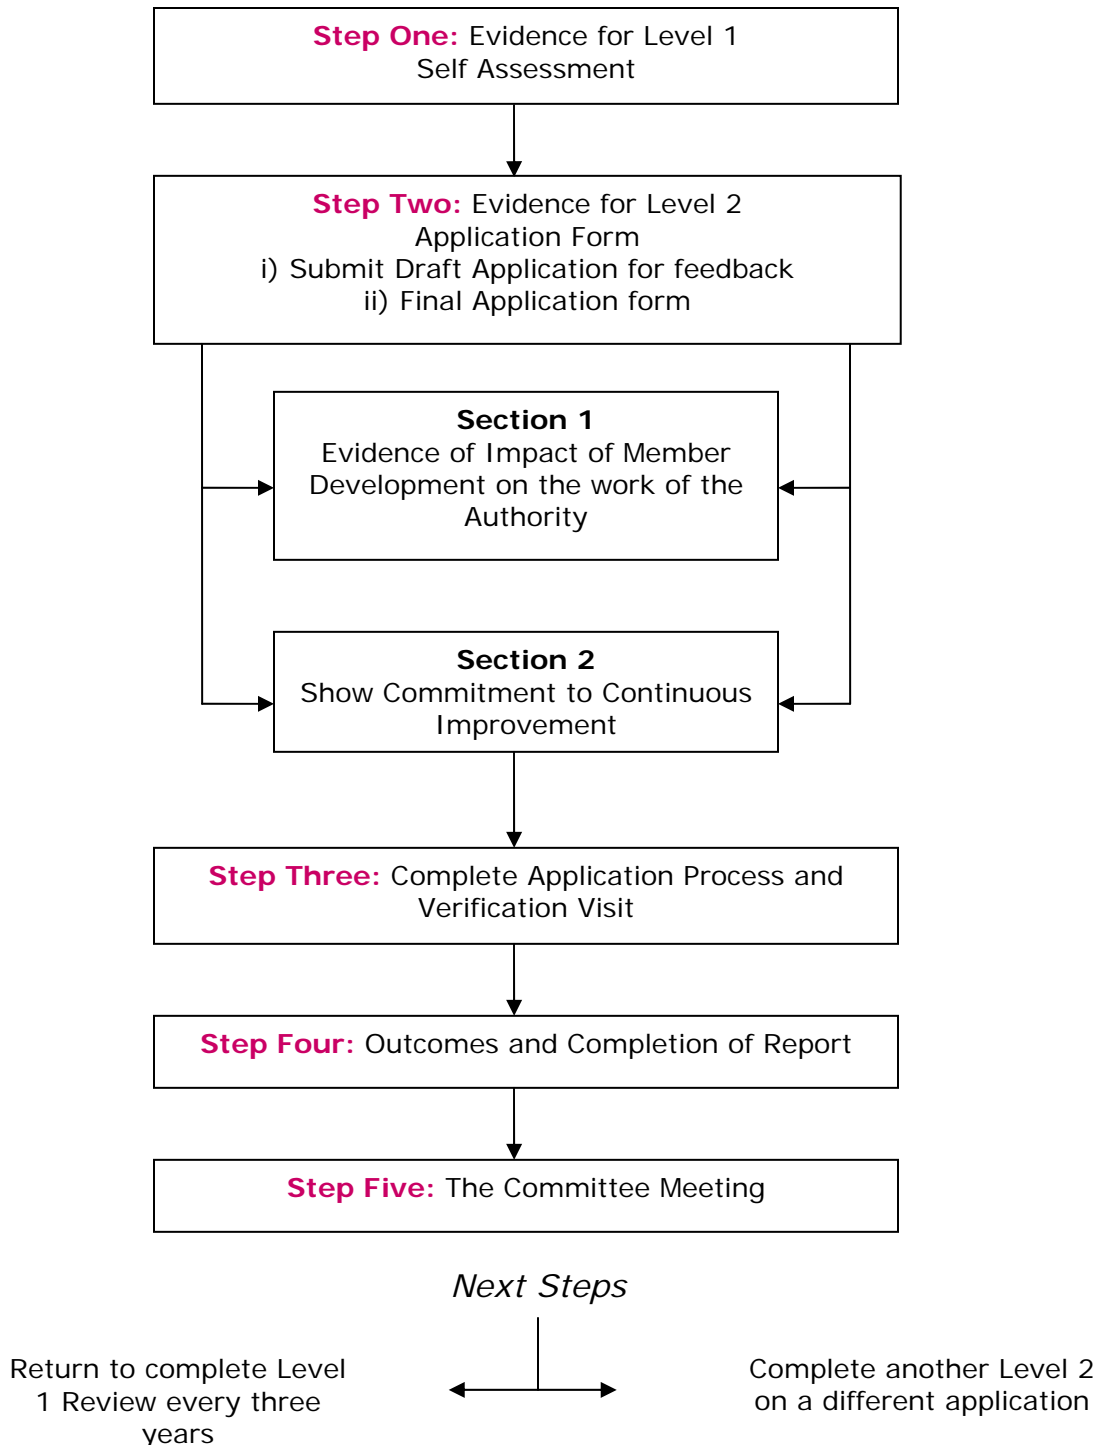 Step One: Evidence for Level 1
Self Assessment
Step Two: Evidence for Level 2
Application Form
i) Submit Draft Application for feedback
ii) Final Application form
Section 1
Evidence of Impact of Member
Development on the work of the
Authority
Section 2
Show Commitment to Continuous
Improvement
Step Three: Complete Application Process and
Verification Visit
Step Four: Outcomes and Completion of Report
Step Five: The Committee Meeting
Next Steps
Return to complete Level
1 Review every three
years
Complete another Level 2
on a different application